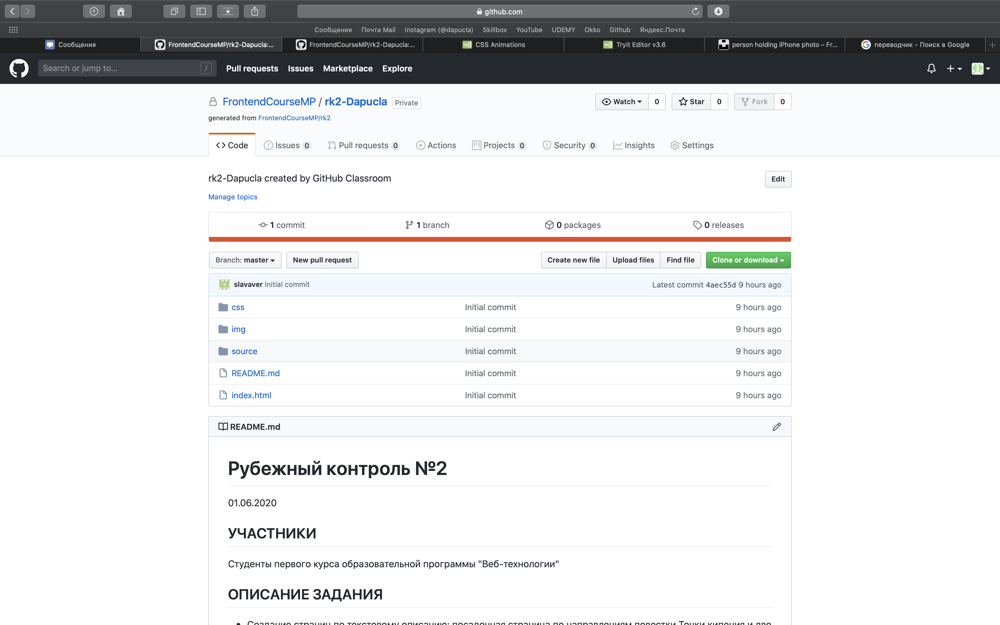 github.com
Сообщения Почта Mail Instagram (@dapucla) Skillbox YouTube UDEMY Okko Github Яндекс.Почта
Сообщения FrontendCourseMP/rk2-Dapucla:... FrontendCourseMP/rk2-Dapucla:... CSS Animations Tryit Editor v3.6 person holding iPhone photo – Fr... переводчик - Поиск в Google
Search or jump to... / Pull requests Issues Marketplace Explore
FrontendCourseMP / rk2-Dapucla Private Watch 0 Star 0 Fork 0
generated from FrontendCourseMP/rk2
Code Issues 0 Pull requests 0 Actions Projects 0 Security 0 Insights Settings
rk2-Dapucla created by GitHub Classroom Edit
Manage topics
1 commit 1 branch 0 packages 0 releases
Branch: master New pull request Create new file Upload files Find file Clone or download
slavaver Initial commit Latest commit 4aec55d 9 hours ago
css Initial commit 9 hours ago
img Initial commit 9 hours ago
source Initial commit 9 hours ago
README.md Initial commit 9 hours ago
index.html Initial commit 9 hours ago
README.md
Рубежный контроль №2
01.06.2020
УЧАСТНИКИ
Студенты первого курса образовательной программы "Веб-технологии"
ОПИСАНИЕ ЗАДАНИЯ
Создание страниц по текстовому описанию: посадочная страница по направлениям повестки Точки кипения и две